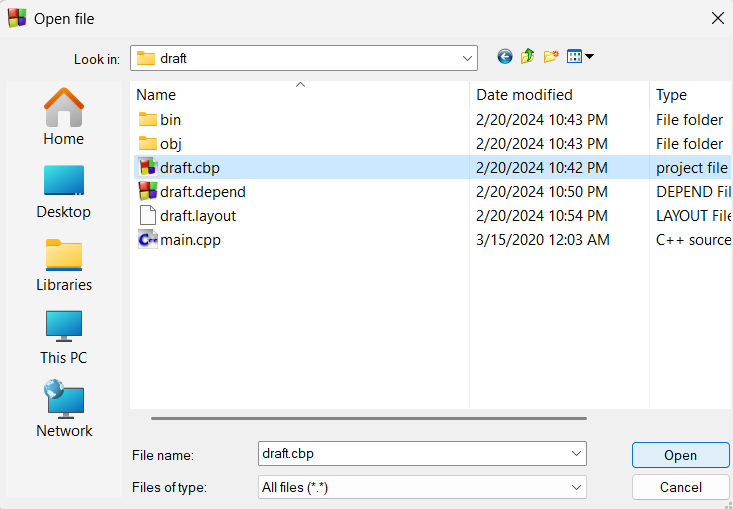 Open file
Look in: draft
Name Date modified Type
bin 2/20/2024 10:43 PM File folder
obj 2/20/2024 10:43 PM File folder
draft.cbp 2/20/2024 10:42 PM project file
draft.depend 2/20/2024 10:50 PM DEPEND Fil
draft.layout 2/20/2024 10:54 PM LAYOUT File
C++ main.cpp 3/15/2020 12:03 AM C++ source
Home
Desktop
Libraries
This PC
Network
File name: draft.cbp Open
Files of type: All files (*.*) Cancel